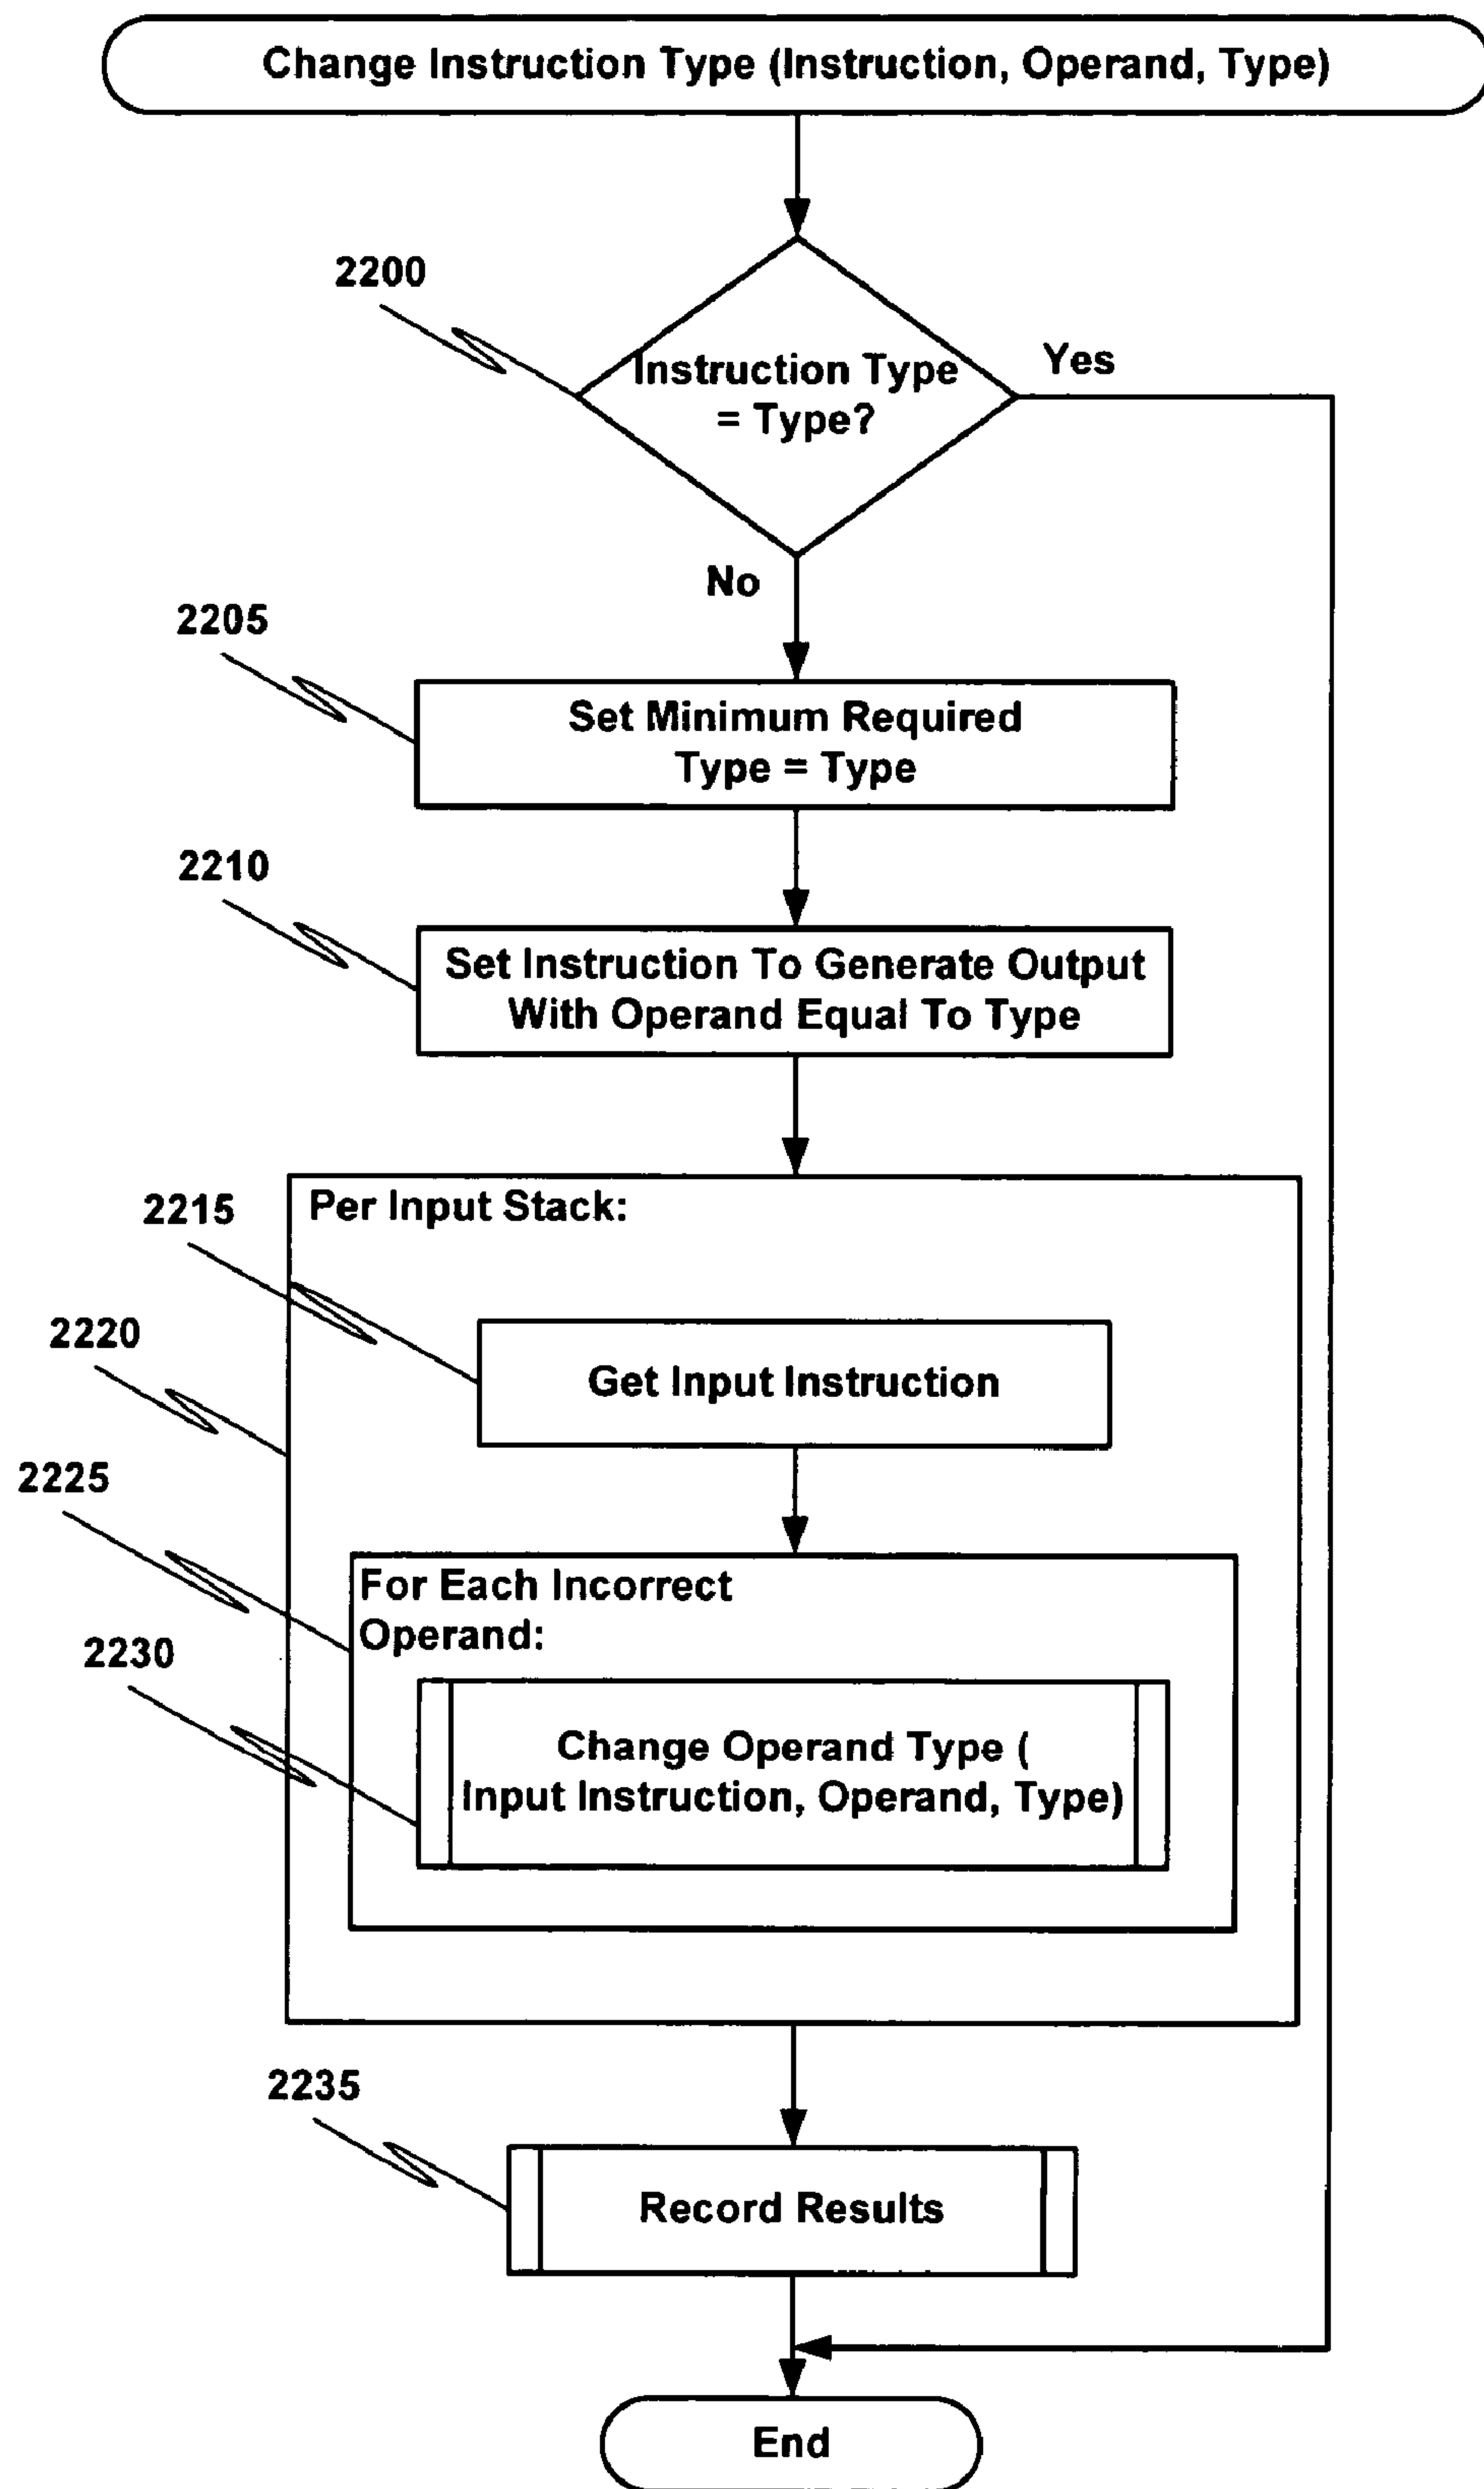 Change Instruction Type (Instruction, Operand, Type)
2200
Instruction Type
= Type?
Yes
No
2205
Set Minimum Required
Type = Type
2210
Set Instruction To Generate Output
With Operand Equal To Type
2215
Per Input Stack:
2220
Get Input Instruction
2225
For Each Incorrect
Operand:
2230
Change Operand Type (
Input Instruction, Operand, Type)
2235
Record Results
End